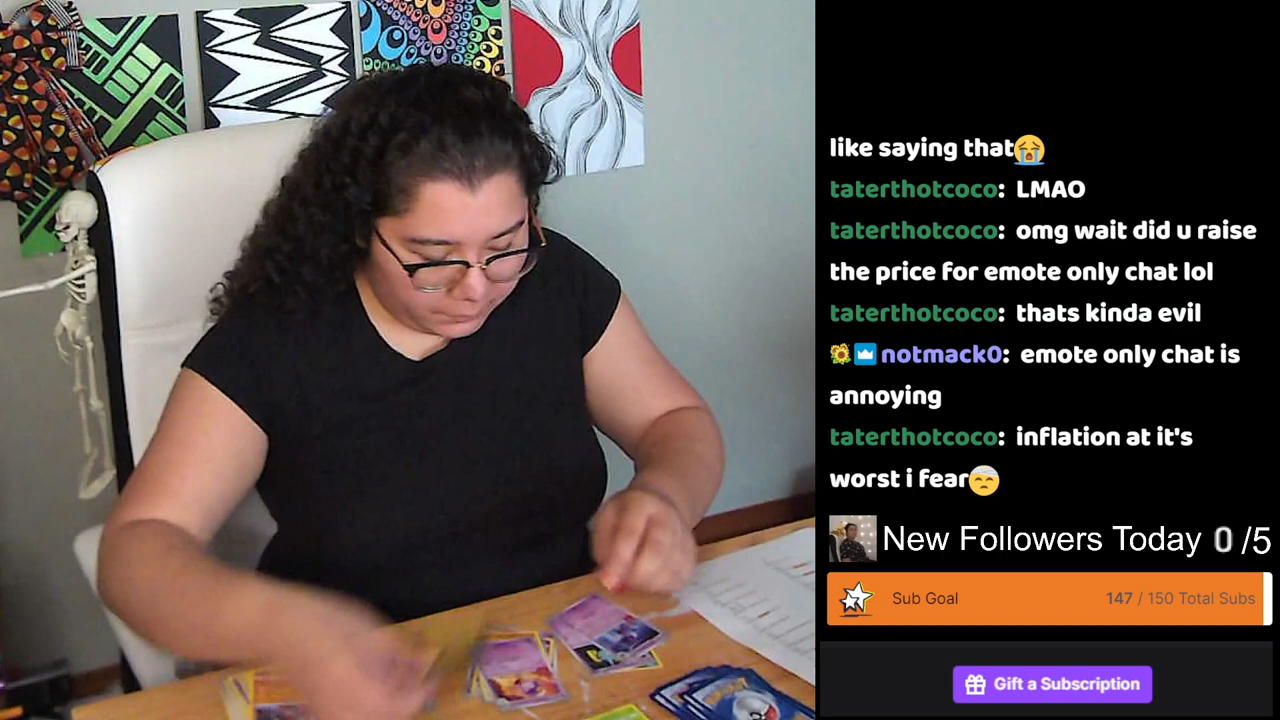 like saying that😭
taterthotcoco: LMAO
taterthotcoco: omg wait did u raise
the price for emote only chat lol
taterthotcoco: thats kinda evil
notmack0: emote only chat is
annoying
taterthotcoco: inflation at it's
worst i fear🤕
New Followers Today 0 /5
Sub Goal 147 / 150 Total Subs
Gift a Subscription